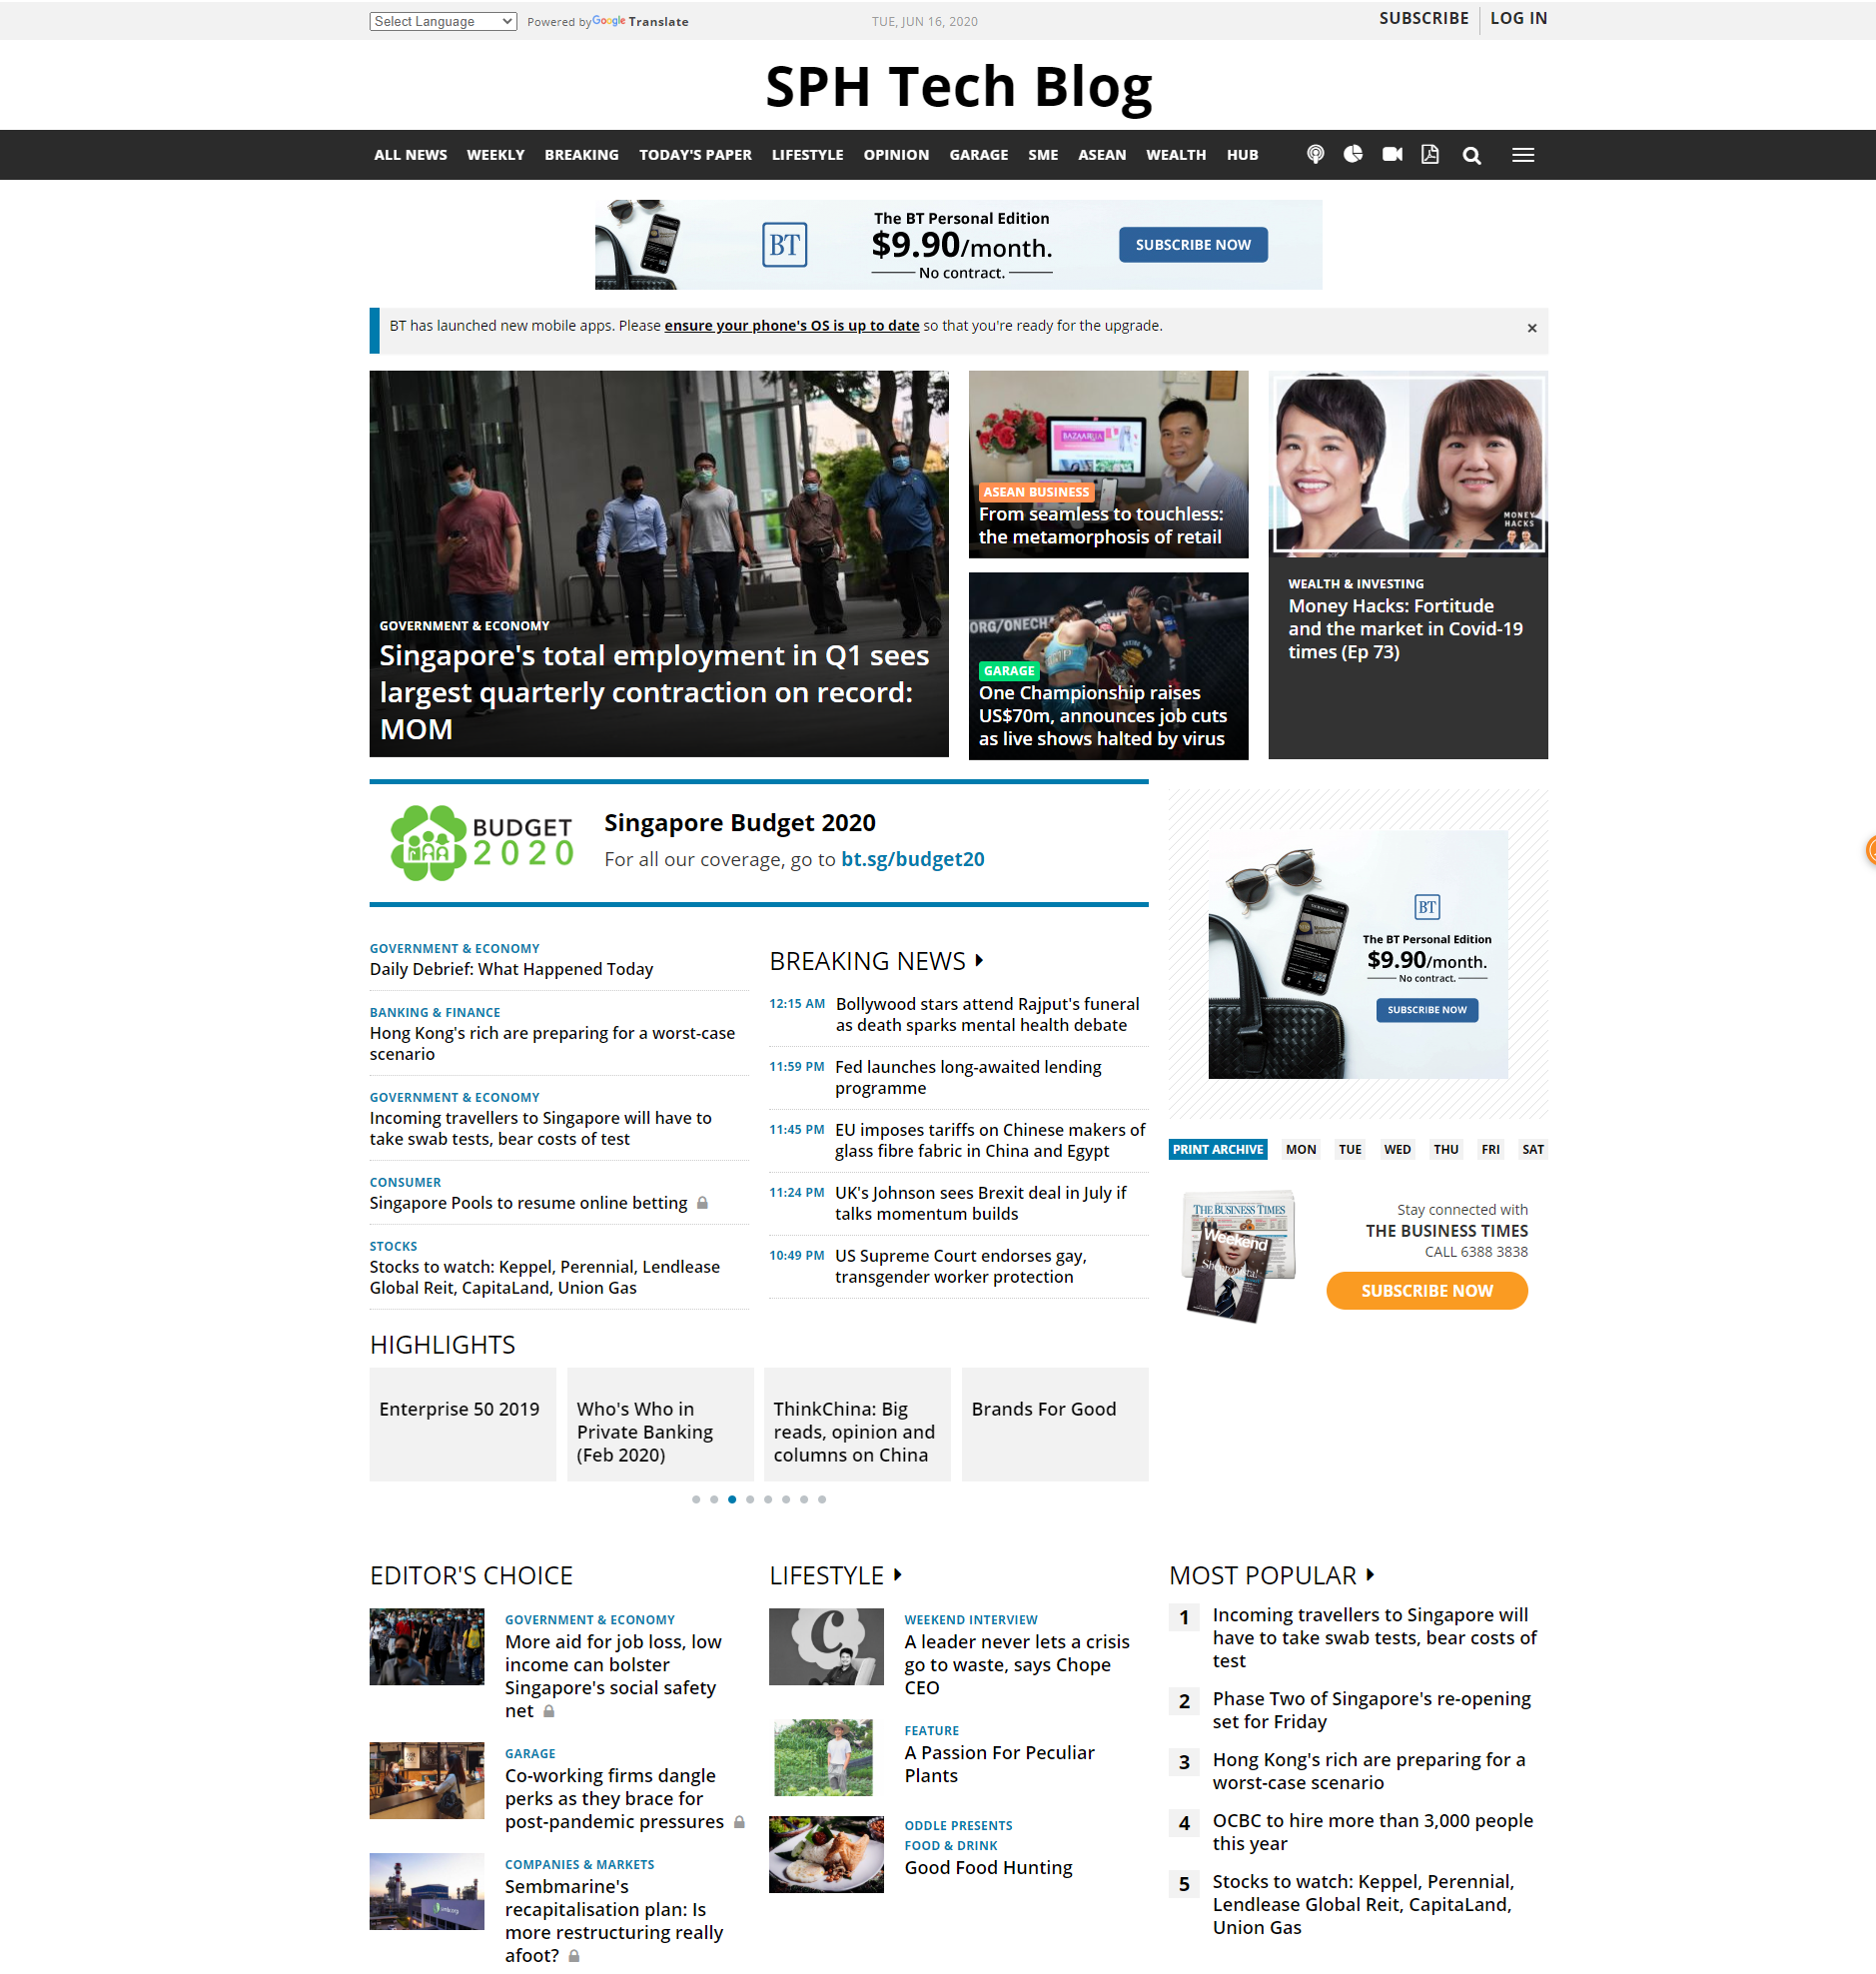 Select Language
Powered by Google Translate
TUE, JUN 16, 2020
SUBSCRIBE
LOG IN
SPH Tech Blog
ALL NEWS WEEKLY BREAKING TODAY'S PAPER LIFESTYLE OPINION GARAGE SME ASEAN WEALTH HUB
BT
The BT Personal Edition
$9.90/month.
No contract.
SUBSCRIBE NOW
BT has launched new mobile apps. Please ensure your phone's OS is up to date so that you're ready for the upgrade.
×
GOVERNMENT & ECONOMY
Singapore's total employment in Q1 sees
largest quarterly contraction on record:
MOM
BAZAARUA
ASEAN BUSINESS
From seamless to touchless:
the metamorphosis of retail
ORG/ONECH
GARAGE
One Championship raises
US$70m, announces job cuts
as live shows halted by virus
MONEY
HACKS
WEALTH & INVESTING
Money Hacks: Fortitude
and the market in Covid-19
times (Ep 73)
BUDGET
2020
Singapore Budget 2020
For all our coverage, go to bt.sg/budget20
GOVERNMENT & ECONOMY
Daily Debrief: What Happened Today
BANKING & FINANCE
Hong Kong's rich are preparing for a worst-case
scenario
GOVERNMENT & ECONOMY
Incoming travellers to Singapore will have to
take swab tests, bear costs of test
CONSUMER
Singapore Pools to resume online betting
STOCKS
Stocks to watch: Keppel, Perennial, Lendlease
Global Reit, CapitaLand, Union Gas
BREAKING NEWS
12:15 AM Bollywood stars attend Rajput's funeral
as death sparks mental health debate
11:59 PM Fed launches long-awaited lending
programme
11:45 PM EU imposes tariffs on Chinese makers of
glass fibre fabric in China and Egypt
11:24 PM UK's Johnson sees Brexit deal in July if
talks momentum builds
10:49 PM US Supreme Court endorses gay,
transgender worker protection
BT
The BT Personal Edition
$9.90/month.
No contract.
SUBSCRIBE NOW
PRINT ARCHIVE MON TUE WED THU FRI SAT
THE BUSINESS TIMES
Weekend
Stay connected with
THE BUSINESS TIMES
CALL 6388 3838
SUBSCRIBE NOW
HIGHLIGHTS
Enterprise 50 2019
Who's Who in
Private Banking
(Feb 2020)
ThinkChina: Big
reads, opinion and
columns on China
Brands For Good
EDITOR'S CHOICE
GOVERNMENT & ECONOMY
More aid for job loss, low
income can bolster
Singapore's social safety
net
GARAGE
Co-working firms dangle
perks as they brace for
post-pandemic pressures
COMPANIES & MARKETS
Sembmarine's
recapitalisation plan: Is
more restructuring really
afoot?
LIFESTYLE
C
WEEKEND INTERVIEW
A leader never lets a crisis
go to waste, says Chope
CEO
FEATURE
A Passion For Peculiar
Plants
ODDLE PRESENTS
FOOD & DRINK
Good Food Hunting
MOST POPULAR
1 Incoming travellers to Singapore will
have to take swab tests, bear costs of
test
2 Phase Two of Singapore's re-opening
set for Friday
3 Hong Kong's rich are preparing for a
worst-case scenario
4 OCBC to hire more than 3,000 people
this year
5 Stocks to watch: Keppel, Perennial,
Lendlease Global Reit, CapitaLand,
Union Gas